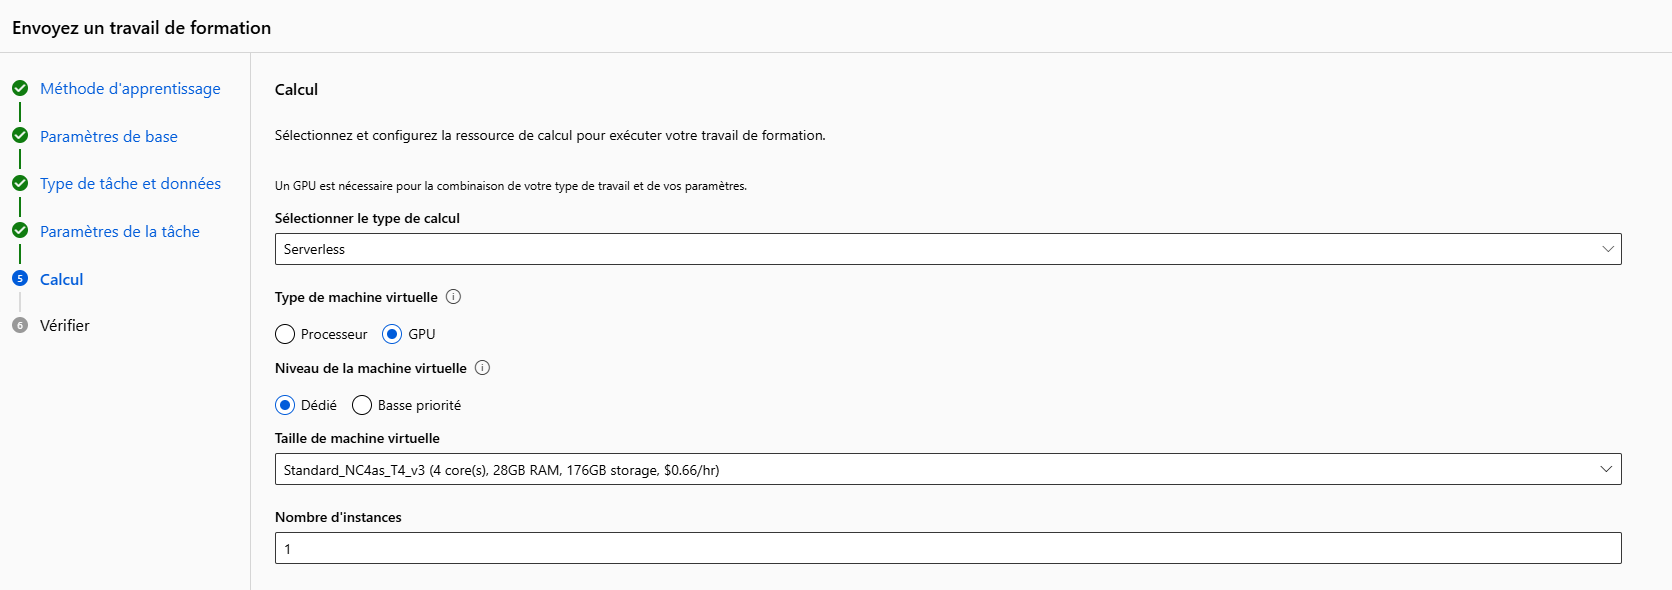 Envoyez un travail de formation
Méthode d'apprentissage
Paramètres de base
Type de tâche et données
Paramètres de la tâche
5 Calcul
6 Vérifier
Calcul
Sélectionnez et configurez la ressource de calcul pour exécuter votre travail de formation.
Un GPU est nécessaire pour la combinaison de votre type de travail et de vos paramètres.
Sélectionner le type de calcul
Serverless
Type de machine virtuelle
Processeur GPU
Niveau de la machine virtuelle
Dédié Basse priorité
Taille de machine virtuelle
Standard_NC4as_T4_v3 (4 core(s), 28GB RAM, 176GB storage, $0.66/hr)
Nombre d'instances
1